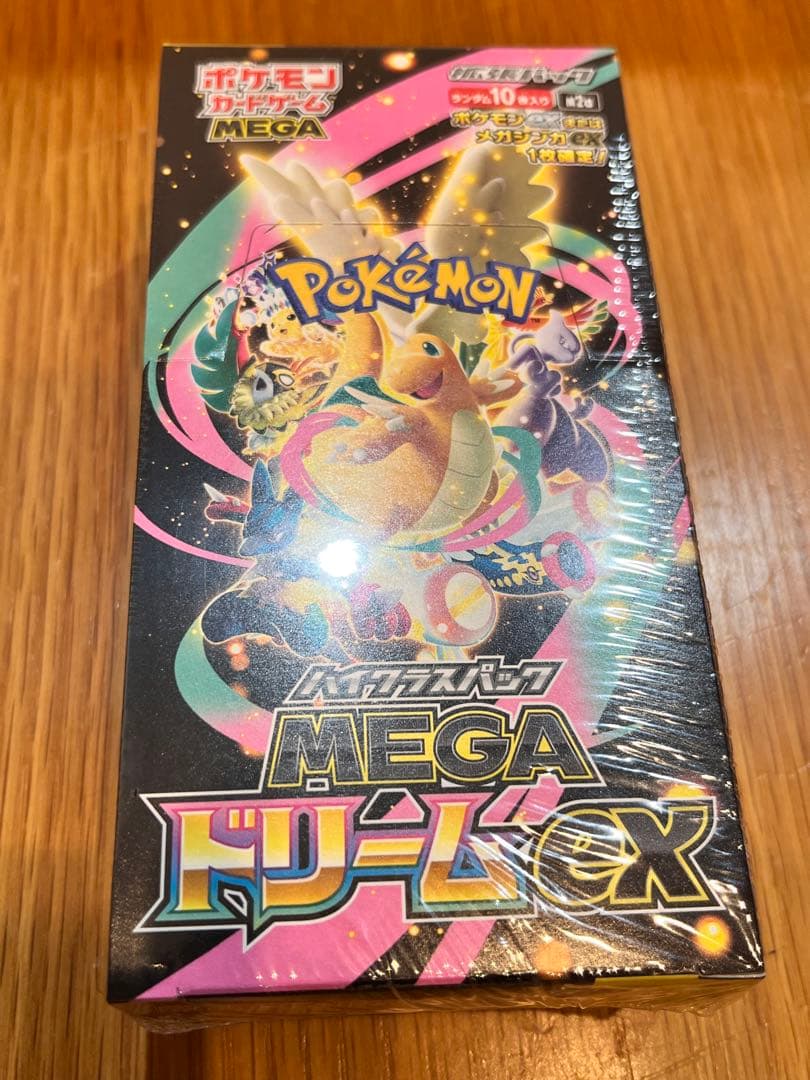 ポケモン
カードゲーム
MEGA
拡張パック
ランダム10枚入り M2a
ポケモンexまたは
メガシンカex
1枚確定!
POKéMON
TM
ハイクラスパック
MEGA
ドリームex